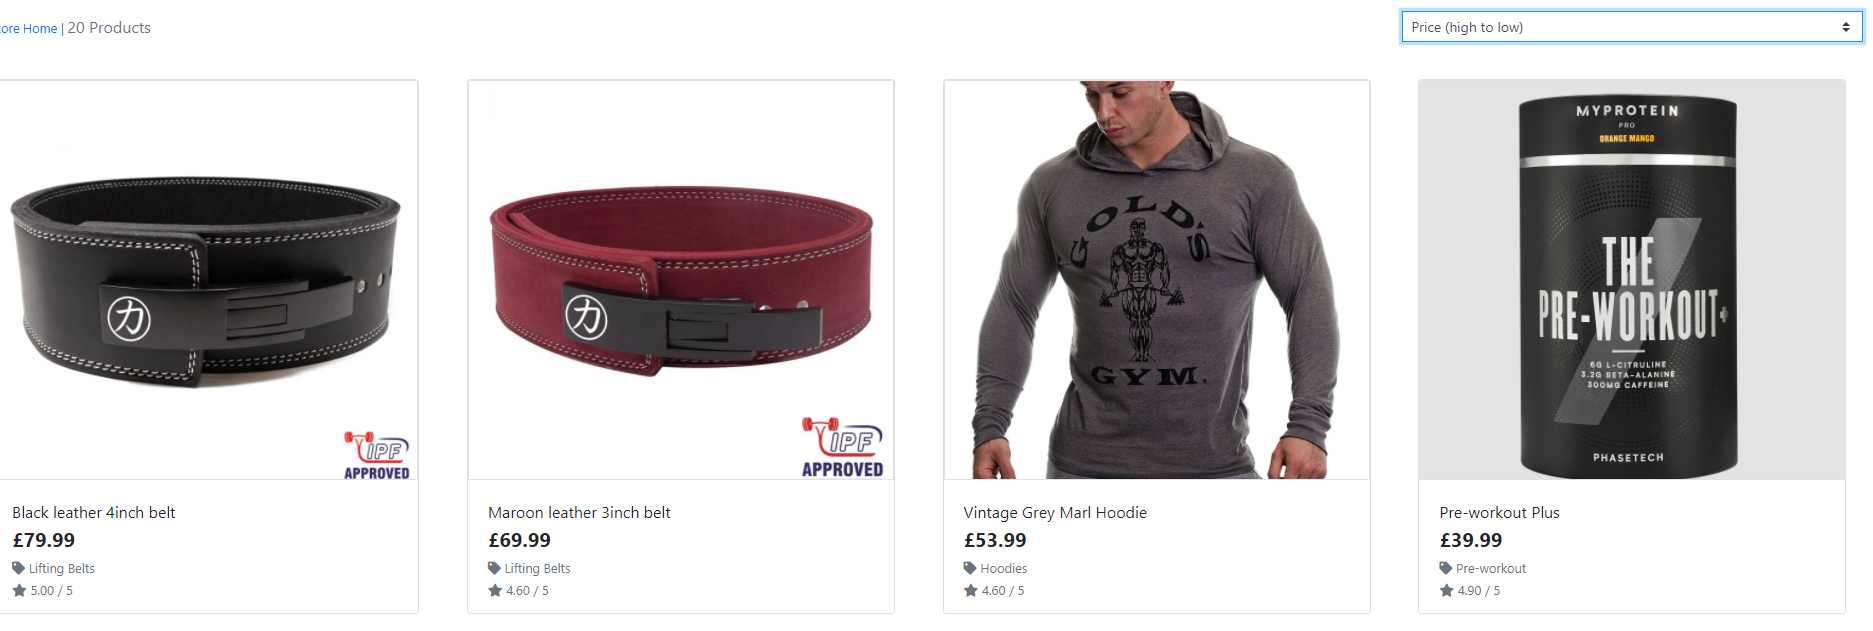 ore Home | 20 Products
Price (high to low)
力
IPF
APPROVED
Black leather 4inch belt
£79.99
Lifting Belts
5.00 / 5
力
IPF
APPROVED
Maroon leather 3inch belt
£69.99
Lifting Belts
4.60 / 5
GOLD'S
GYM.
Vintage Grey Marl Hoodie
£53.99
Hoodies
4.60 / 5
MYPROTEIN
PRO
ORANGE MANGO
THE
PRE-WORKOUT+
6G L-CITRULINE
3.2G BETA-ALANINE
300MG CAFFEINE
PHASETECH
Pre-workout Plus
£39.99
Pre-workout
4.90 / 5